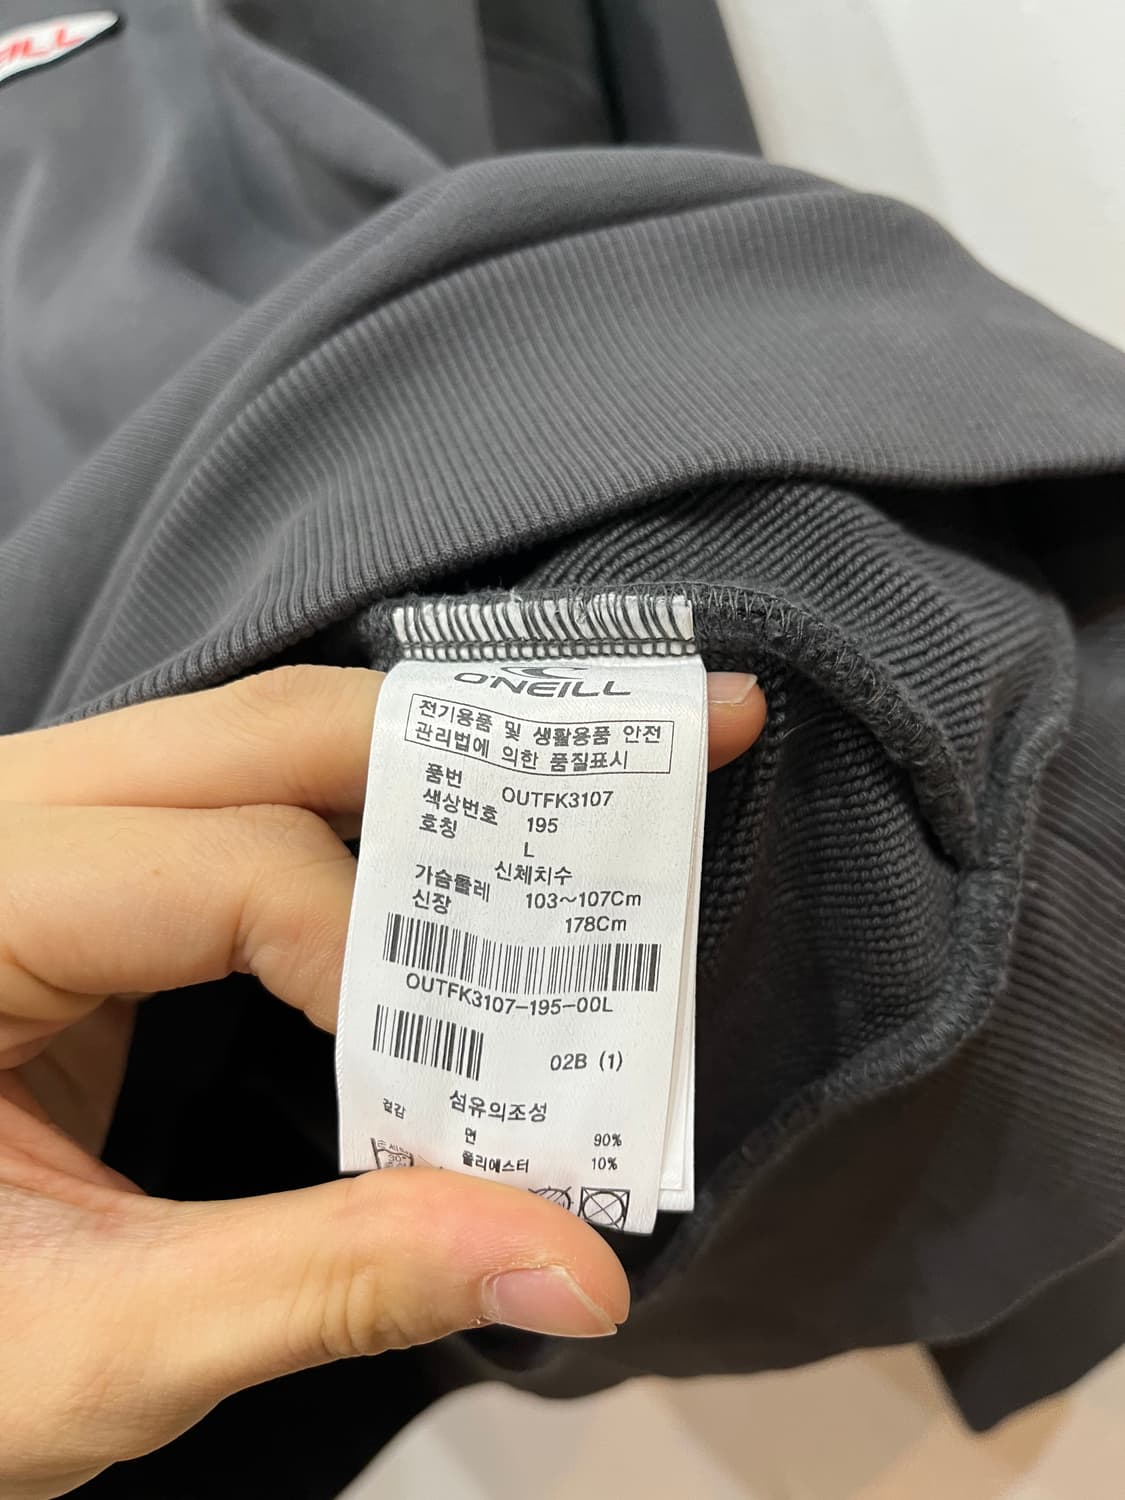 ILL
O'NEILL
전기용품 및 생활용품 안전
관리법에 의한 품질표시
품번 OUTFK3107
색상번호 195
호칭 L
신체치수
가슴둘레 103~107Cm
신장 178Cm
OUTFK3107-195-00L
02B (1)
섬유의조성
겉감
면 90%
폴리에스터 10%
30°